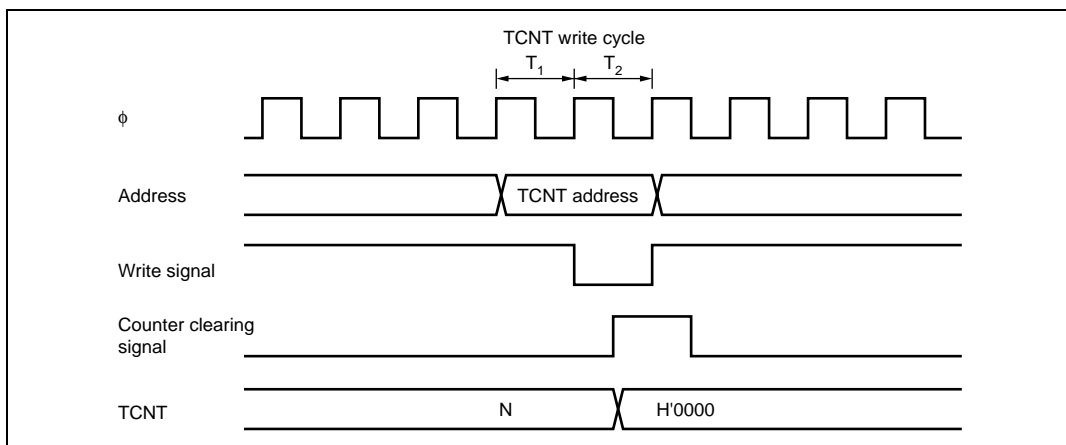 TCNT write cycle
T1 T2
φ
Address
TCNT address
Write signal
Counter clearing
signal
TCNT
N
H'0000